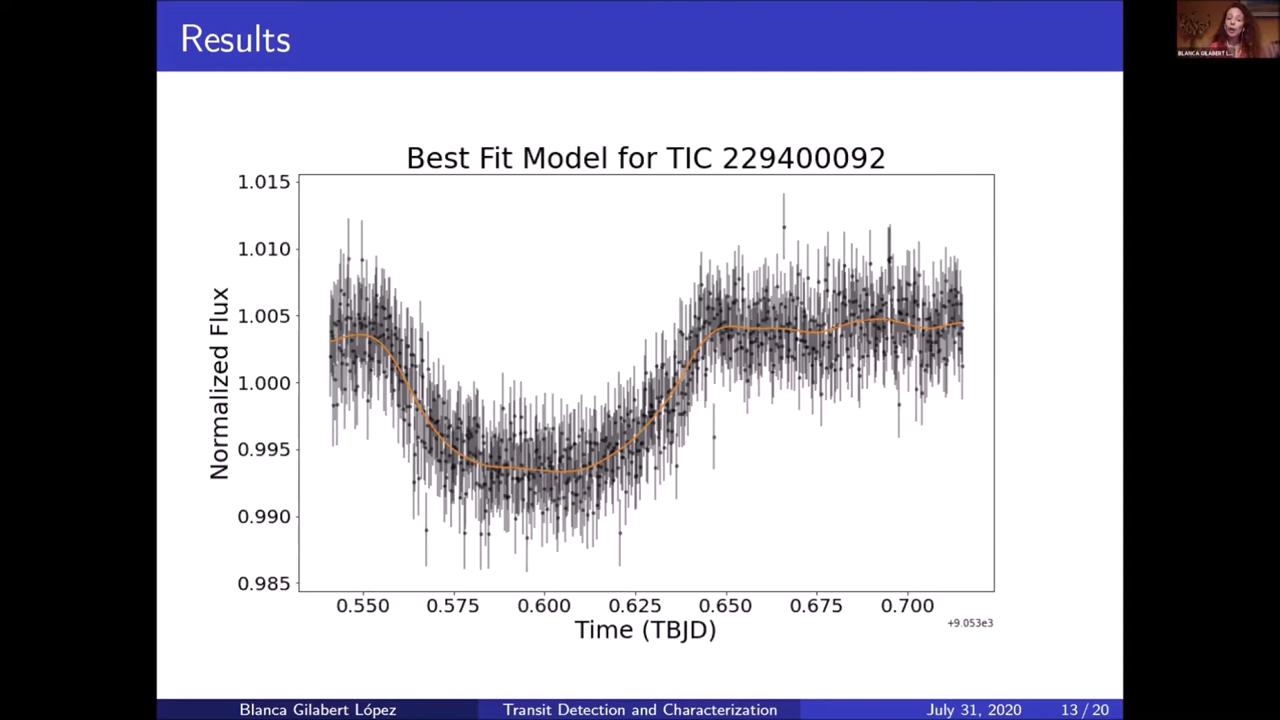 Results
BLANCA GILABERT L...
Best Fit Model for TIC 229400092
1.015
1.010
1.005
1.000
0.995
0.990
0.985
Normalized Flux
0.550 0.575 0.600 0.625 0.650 0.675 0.700
+9.053e3
Time (TBJD)
Blanca Gilabert López Transit Detection and Characterization July 31, 2020 13 / 20